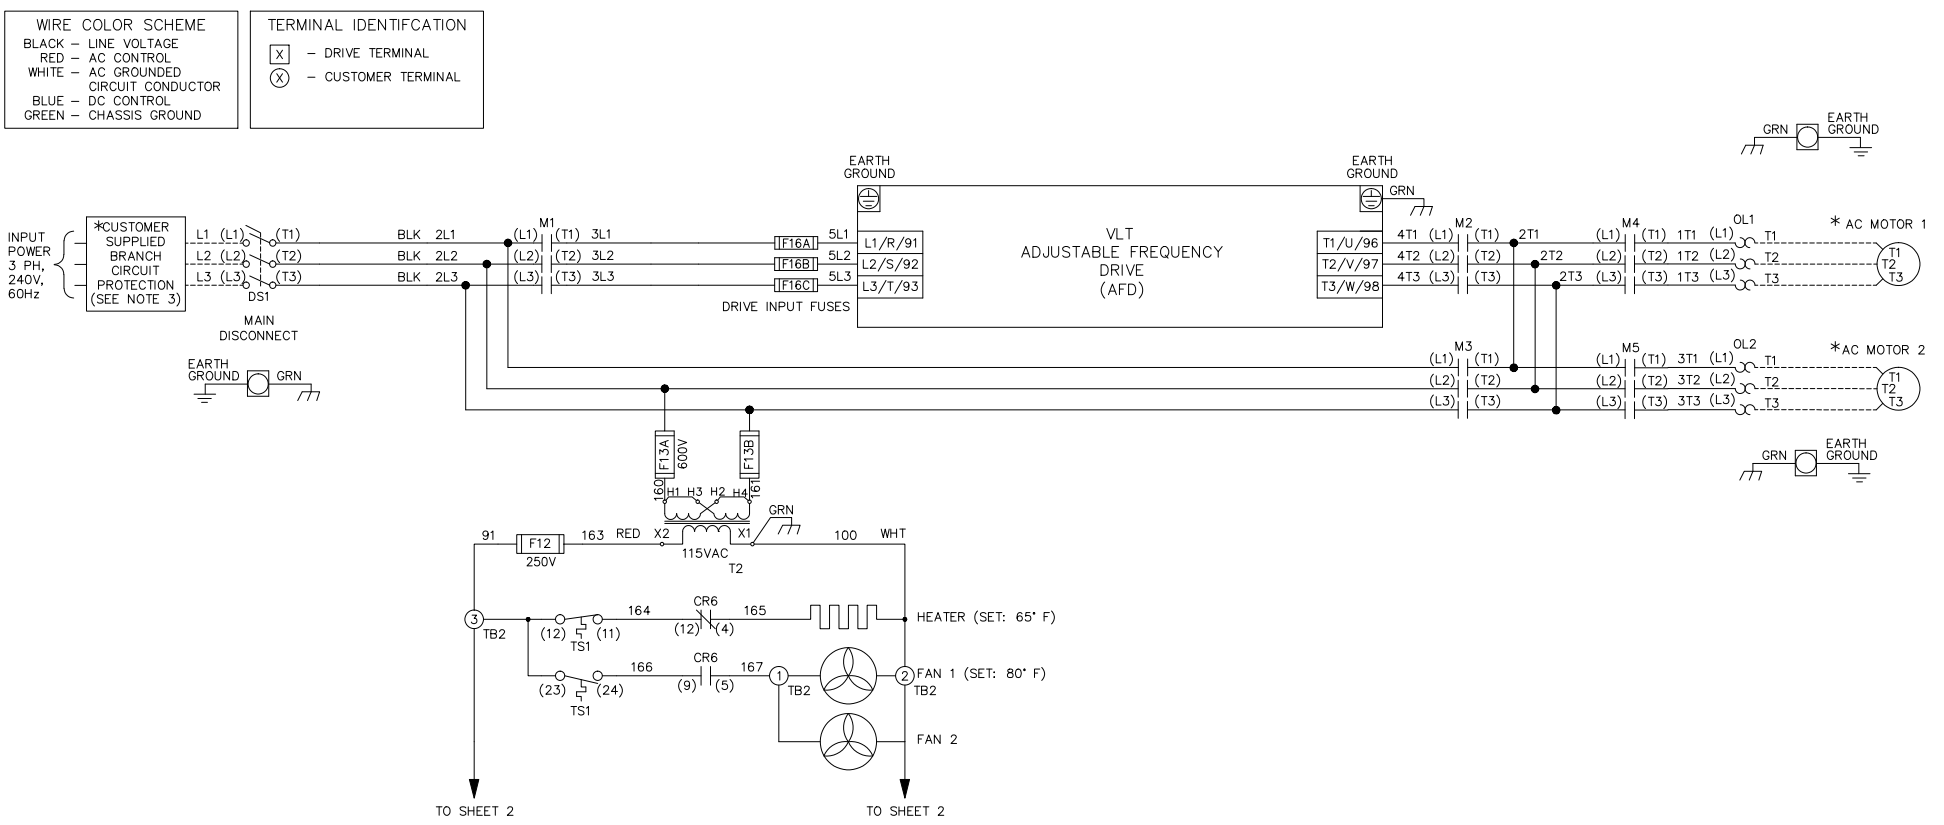 WIRE COLOR SCHEME
BLACK – LINE VOLTAGE
RED – AC CONTROL
WHITE – AC GROUNDED
CIRCUIT CONDUCTOR
BLUE – DC CONTROL
GREEN – CHASSIS GROUND
TERMINAL IDENTIFCATION
X – DRIVE TERMINAL
X – CUSTOMER TERMINAL
GRN
EARTH
GROUND
EARTH
GROUND
EARTH
GROUND
GRN
INPUT
POWER
3 PH,
240V,
60Hz
*CUSTOMER
SUPPLIED
BRANCH
CIRCUIT
PROTECTION
(SEE NOTE 3)
L1 (L1) (T1) BLK 2L1 (L1) M1 (T1) 3L1 F16A 5L1 L1/R/91
L2 (L2) (T2) BLK 2L2 (L2) (T2) 3L2 F16B 5L2 L2/S/92
L3 (L3) (T3) BLK 2L3 (L3) (T3) 3L3 F16C 5L3 L3/T/93
DS1
MAIN
DISCONNECT
DRIVE INPUT FUSES
VLT
ADJUSTABLE FREQUENCY
DRIVE
(AFD)
T1/U/96 4T1 (L1) M2 (T1) 2T1 (L1) M4 (T1) 1T1 (L1) OL1 T1
T2/V/97 4T2 (L2) (T2) 2T2 (L2) (T2) 1T2 (L2) T2
T3/W/98 4T3 (L3) (T3) 2T3 (L3) (T3) 1T3 (L3) T3
* AC MOTOR 1
T1
T2
T3
EARTH
GROUND
GRN
(L1) M3 (T1) (L1) M5 (T1) 3T1 (L1) OL2 T1
(L2) (T2) (L2) (T2) 3T2 (L2) T2
(L3) (T3) (L3) (T3) 3T3 (L3) T3
*AC MOTOR 2
T1
T2
T3
GRN
EARTH
GROUND
F13A
600V
F13B
160
161
H1 H3 H2 H4
GRN
91 F12 163 RED X2 X1 100 WHT
250V
115VAC
T2
3
TB2
(12) (11)
TS1
164
CR6
(12) (4)
165
HEATER (SET: 65° F)
(23) (24)
TS1
166
CR6
(9) (5)
167
1
TB2
2
TB2
FAN 1 (SET: 80° F)
FAN 2
TO SHEET 2
TO SHEET 2